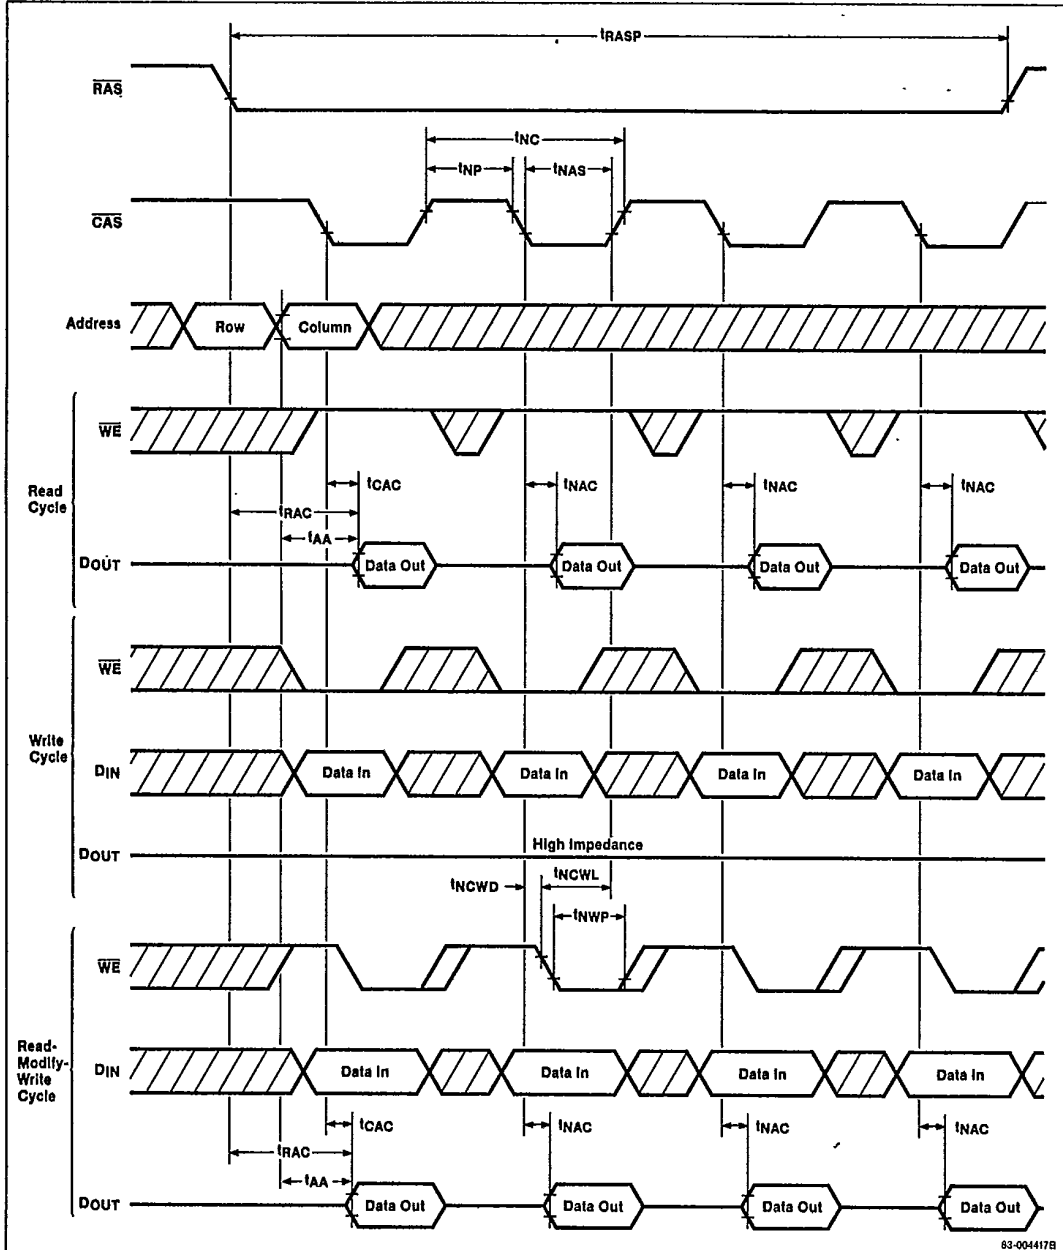 tRASP
RAS
tNC
tNP
tNAS
CAS
Address
Row
Column
WE
tCAC
tNAC
tNAC
tNAC
Read
Cycle
tRAC
tAA
DOUT
Data Out
Data Out
Data Out
Data Out
WE
Write
Cycle
DIN
Data In
Data In
Data In
Data In
High Impedance
DOUT
tNCWD
tNCWL
tNWP
WE
Read-
Modify-
Write
Cycle
DIN
Data In
Data In
Data In
Data In
tCAC
tNAC
tNAC
tNAC
tRAC
tAA
DOUT
Data Out
Data Out
Data Out
Data Out
83-004417B